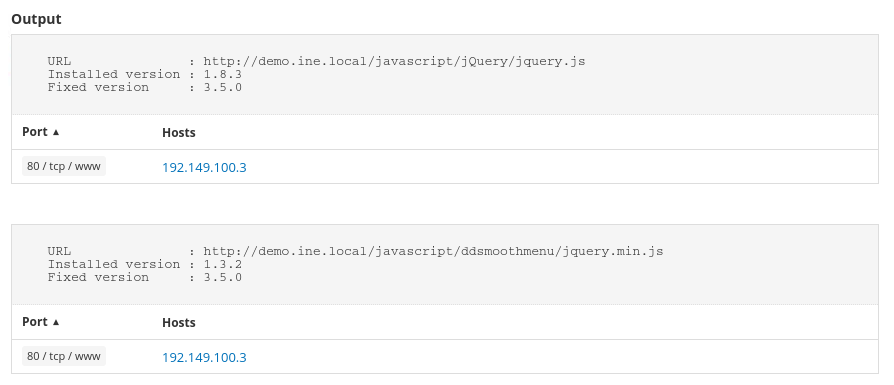 Output
URL : http://demo.ine.local/javascript/jQuery/jquery.js
Installed version : 1.8.3
Fixed version : 3.5.0
Port ▲ Hosts
80 / tcp / www 192.149.100.3
URL : http://demo.ine.local/javascript/ddsmoothmenu/jquery.min.js
Installed version : 1.3.2
Fixed version : 3.5.0
Port ▲ Hosts
80 / tcp / www 192.149.100.3